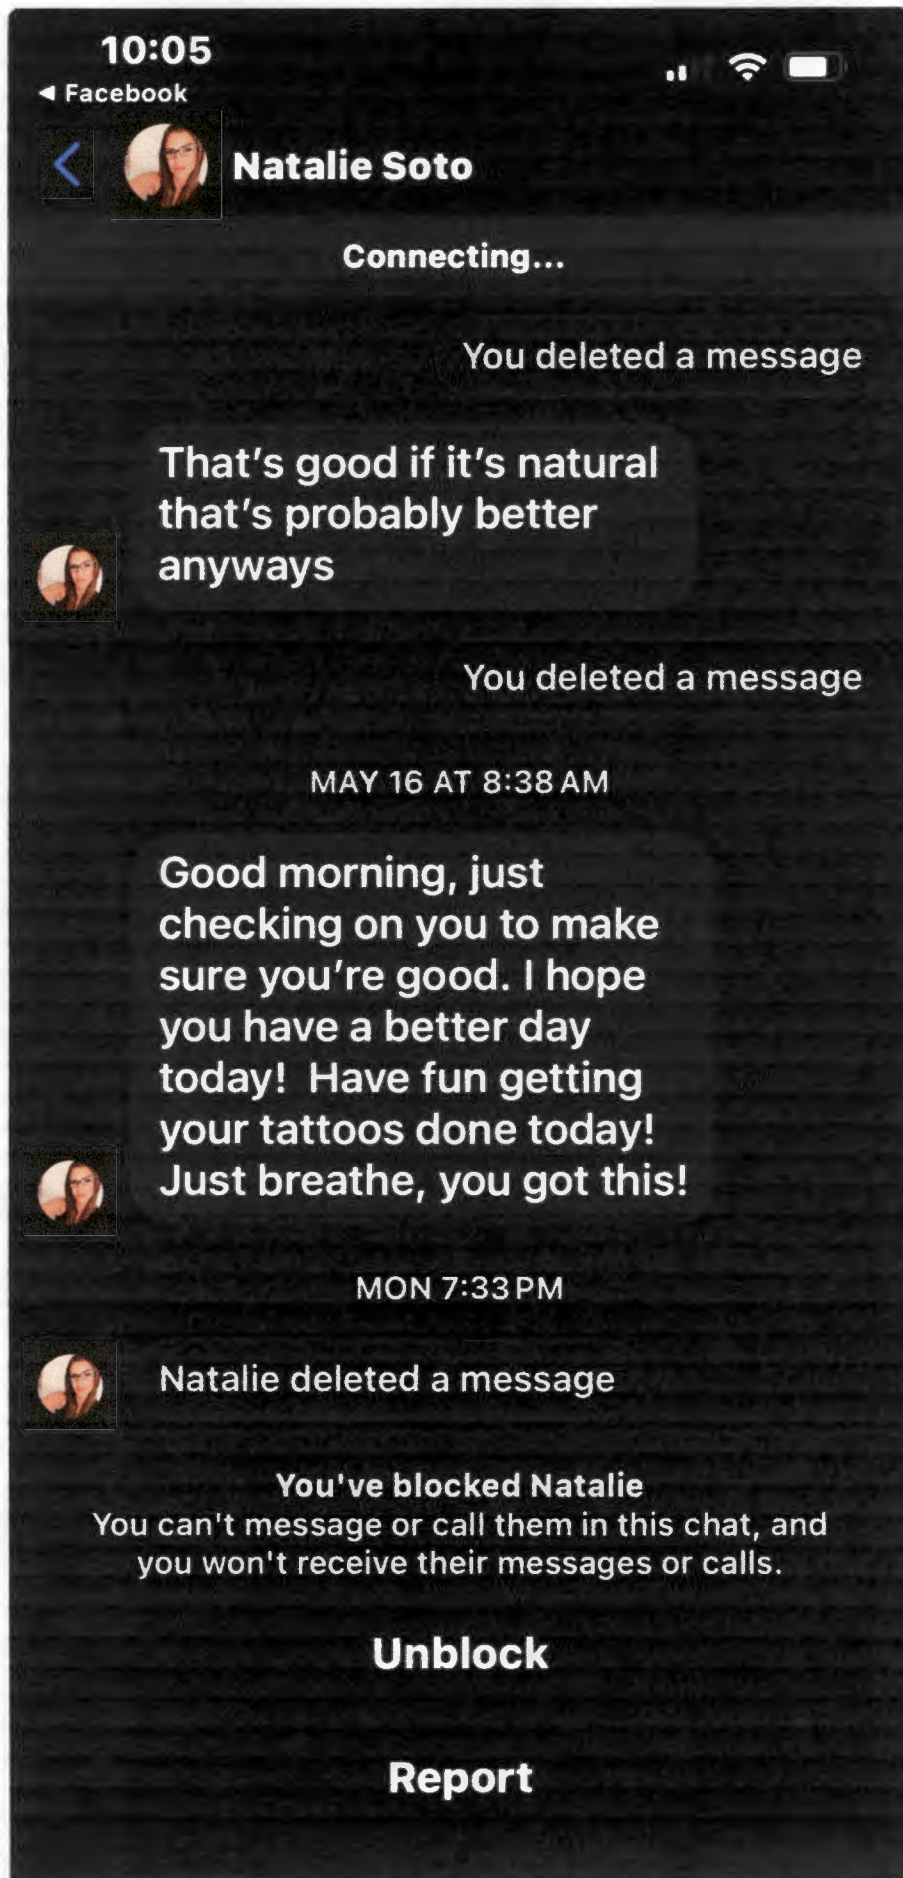 10:05
◀ Facebook
Natalie Soto
Connecting...
You deleted a message
That's good if it's natural
that's probably better
anyways
You deleted a message
MAY 16 AT 8:38 AM
Good morning, just
checking on you to make
sure you're good. I hope
you have a better day
today!  Have fun getting
your tattoos done today!
Just breathe, you got this!
MON 7:33 PM
Natalie deleted a message
You've blocked Natalie
You can't message or call them in this chat, and
you won't receive their messages or calls.
Unblock
Report